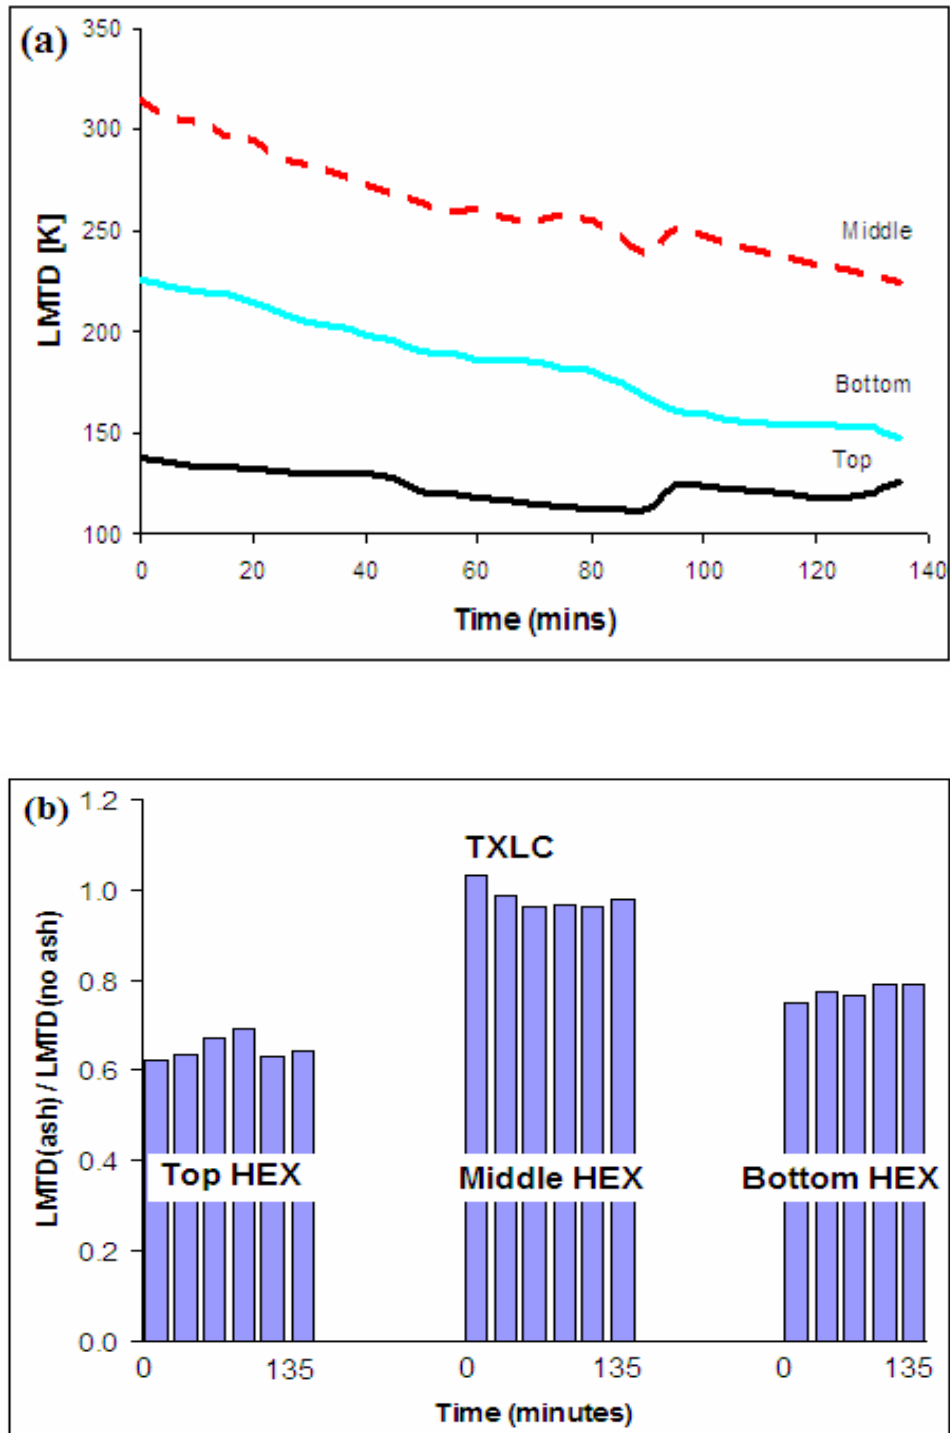 (a)
350
300
250
200
150
100
LMTD [K]
Middle
Bottom
Top
0 20 40 60 80 100 120 140
Time (mins)
(b)
1.2
1.0
0.8
0.6
0.4
0.2
0.0
LMTD(ash) / LMTD(no ash)
TXLC
Top HEX Middle HEX Bottom HEX
0 135 0 135 0 135
Time (minutes)